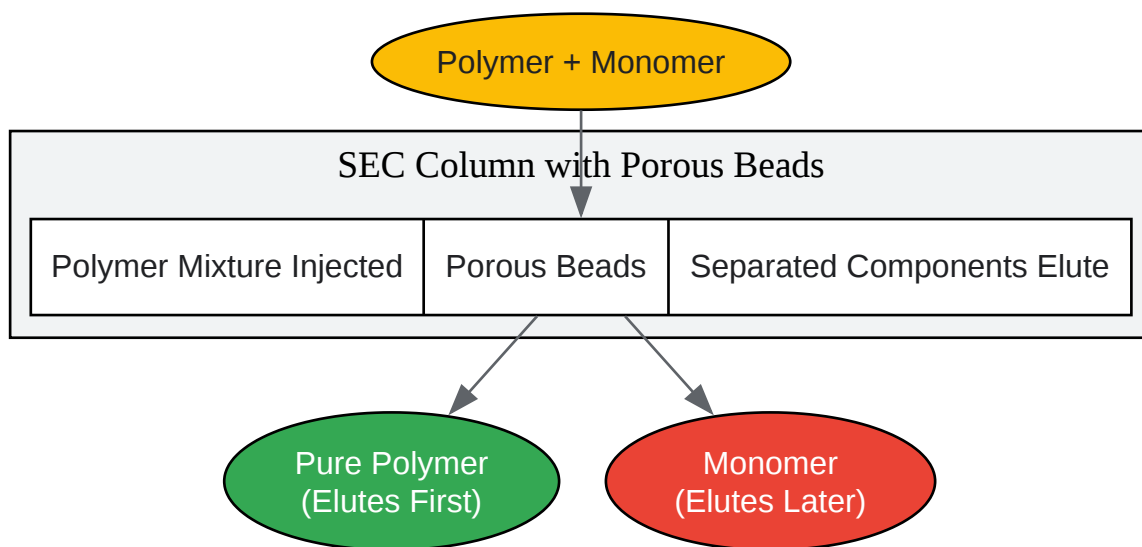 Polymer + Monomer
SEC Column with Porous Beads
Polymer Mixture Injected
Porous Beads
Separated Components Elute
Pure Polymer
(Elutes First)
Monomer
(Elutes Later)